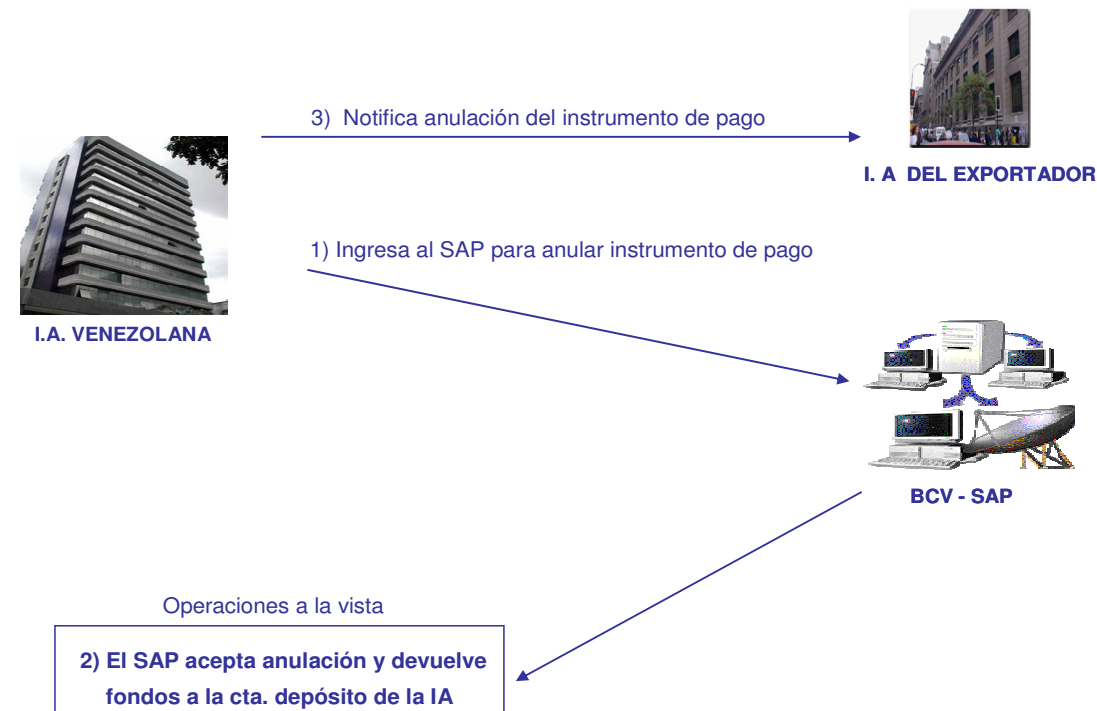 3) Notifica anulación del instrumento de pago
I. A DEL EXPORTADOR
1) Ingresa al SAP para anular instrumento de pago
I.A. VENEZOLANA
BCV - SAP
Operaciones a la vista
2) El SAP acepta anulación y devuelve
fondos a la cta. depósito de la IA